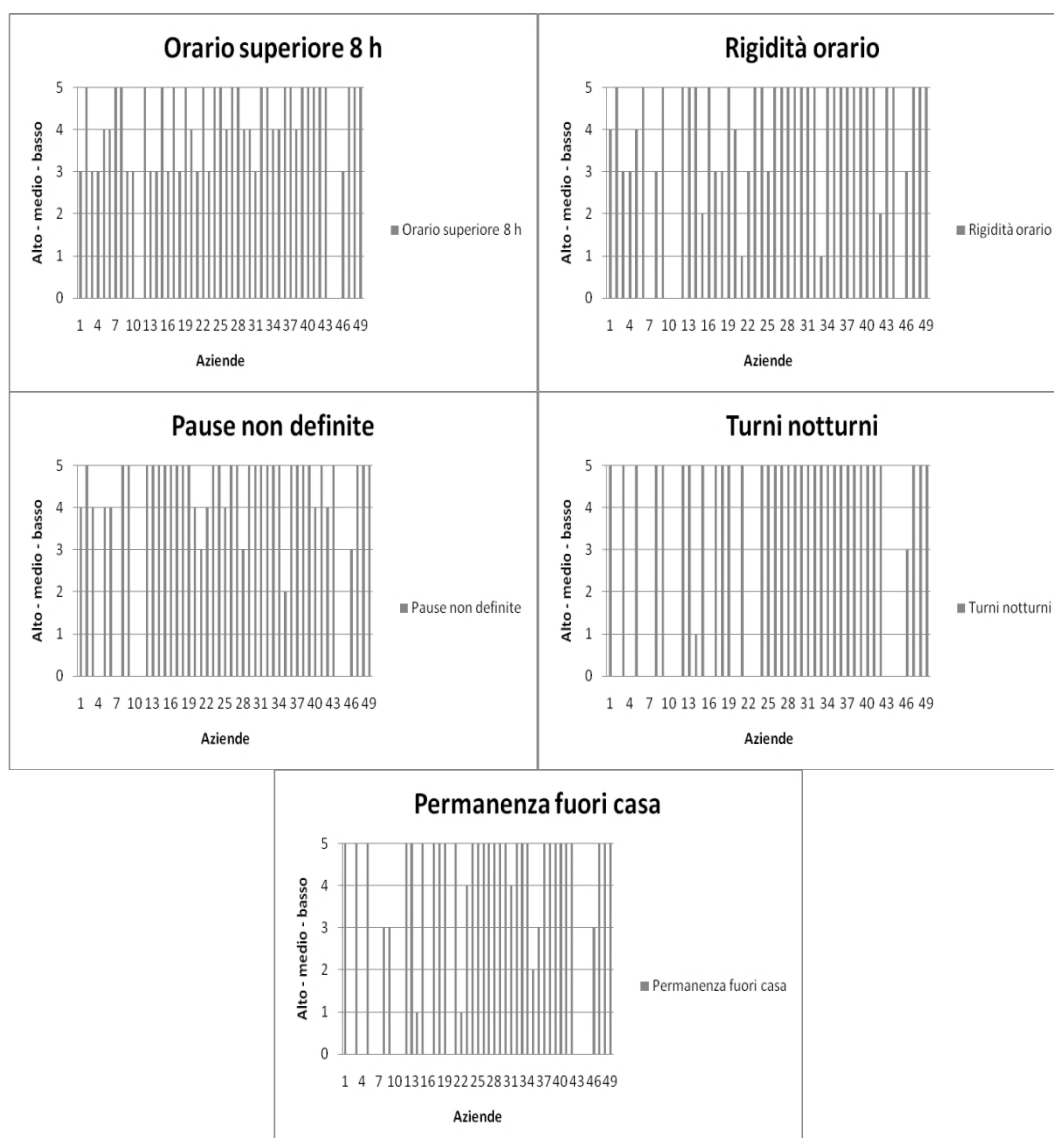 Orario superiore 8 h
Alto - medio - basso
5
4
3
2
1
0
1 4 7 10 13 16 19 22 25 28 31 34 37 40 43 46 49
Aziende
Orario superiore 8 h
Rigidità orario
Alto - medio - basso
5
4
3
2
1
0
1 4 7 10 13 16 19 22 25 28 31 34 37 40 43 46 49
Aziende
Rigidità orario
Pause non definite
Alto - medio - basso
5
4
3
2
1
0
1 4 7 10 13 16 19 22 25 28 31 34 37 40 43 46 49
Aziende
Pause non definite
Turni notturni
Alto - medio - basso
5
4
3
2
1
0
1 4 7 10 13 16 19 22 25 28 31 34 37 40 43 46 49
Aziende
Turni notturni
Permanenza fuori casa
Alto - medio - basso
5
4
3
2
1
0
1 4 7 10 13 16 19 22 25 28 31 34 37 40 43 46 49
Aziende
Permanenza fuori casa